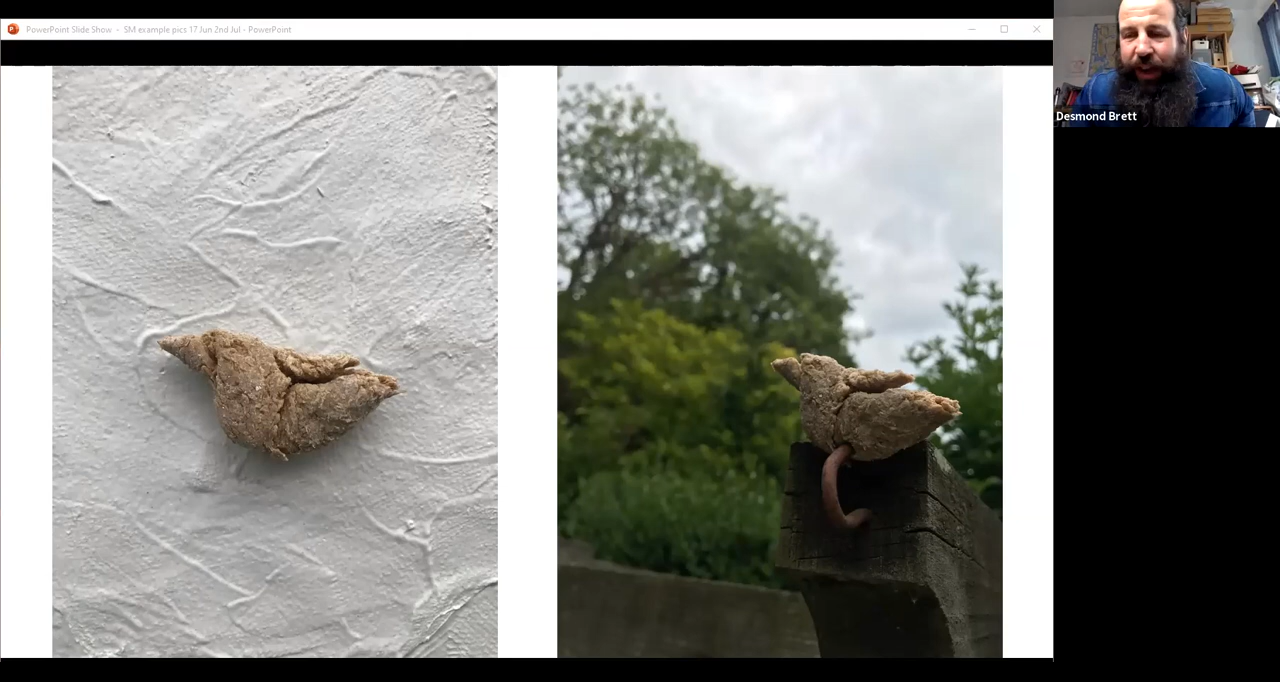 PowerPoint Slide Show - SM example pics 17 Jun 2nd Jul - PowerPoint
Desmond Brett